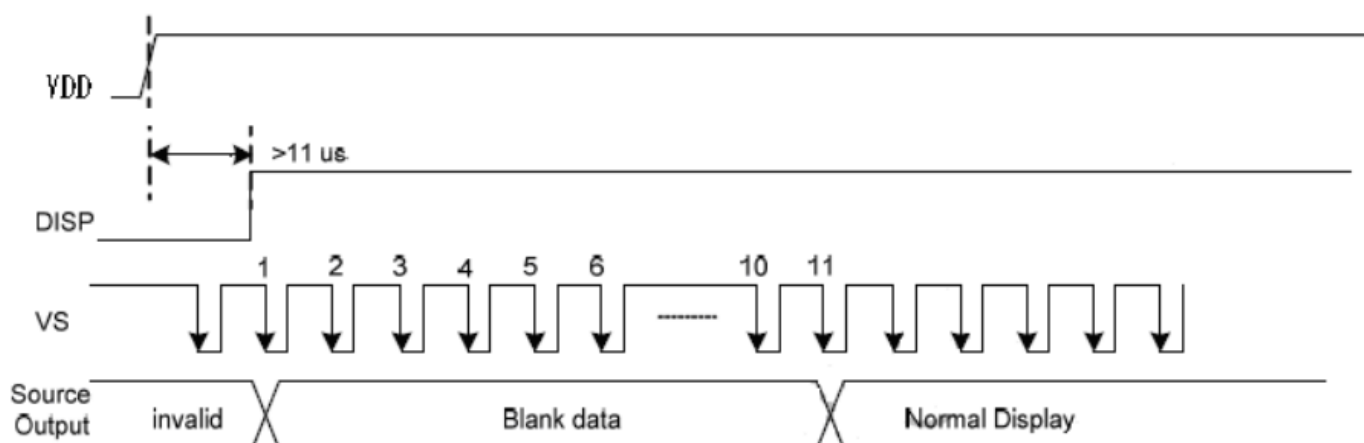 VDD
>11 us
DISP
1 2 3 4 5 6 10 11
VS
Source
Output
invalid
Blank data
Normal Display